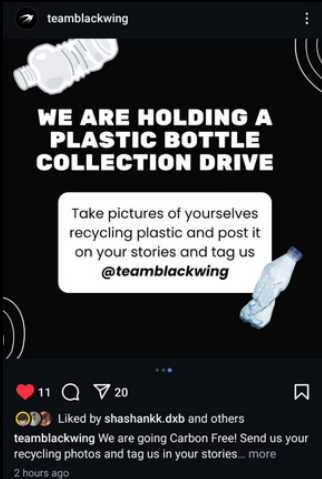 teamblackwing
WE ARE HOLDING A
PLASTIC BOTTLE
COLLECTION DRIVE
Take pictures of yourselves
recycling plastic and post it
on your stories and tag us
@teamblackwing
11
20
Liked by shashankk.dxb and others
teamblackwing We are going Carbon Free! Send us your
recycling photos and tag us in your stories... more
2 hours ago